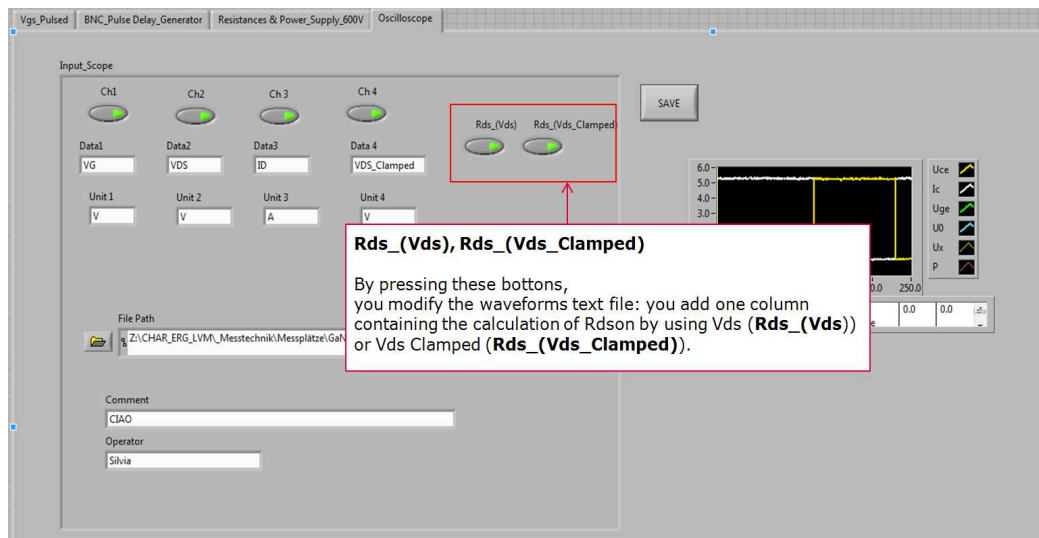 Vgs_Pulsed BNC_Pulse Delay_Generator Resistances & Power_Supply_600V Oscilloscope
Input_Scope
Ch1 Ch2 Ch 3 Ch 4
Rds_(Vds) Rds_(Vds_Clamped)
SAVE
Data1 Data2 Data3 Data 4
VG VDS ID VDS_Clamped
Unit 1 Unit 2 Unit 3 Unit 4
V V A V
6.0
5.0
4.0
3.0
Uce
Ic
Uge
U0
Ux
P
0.0 250.0
0.0 0.0
Rds_(Vds), Rds_(Vds_Clamped)
By pressing these bottons,
you modify the waveforms text file: you add one column
containing the calculation of Rdson by using Vds (Rds_(Vds))
or Vds Clamped (Rds_(Vds_Clamped)).
File Path
Z:\CHAR_ERG_LVM\_Messtechnik\Messplätze\GaN
Comment
CIAO
Operator
Silvia